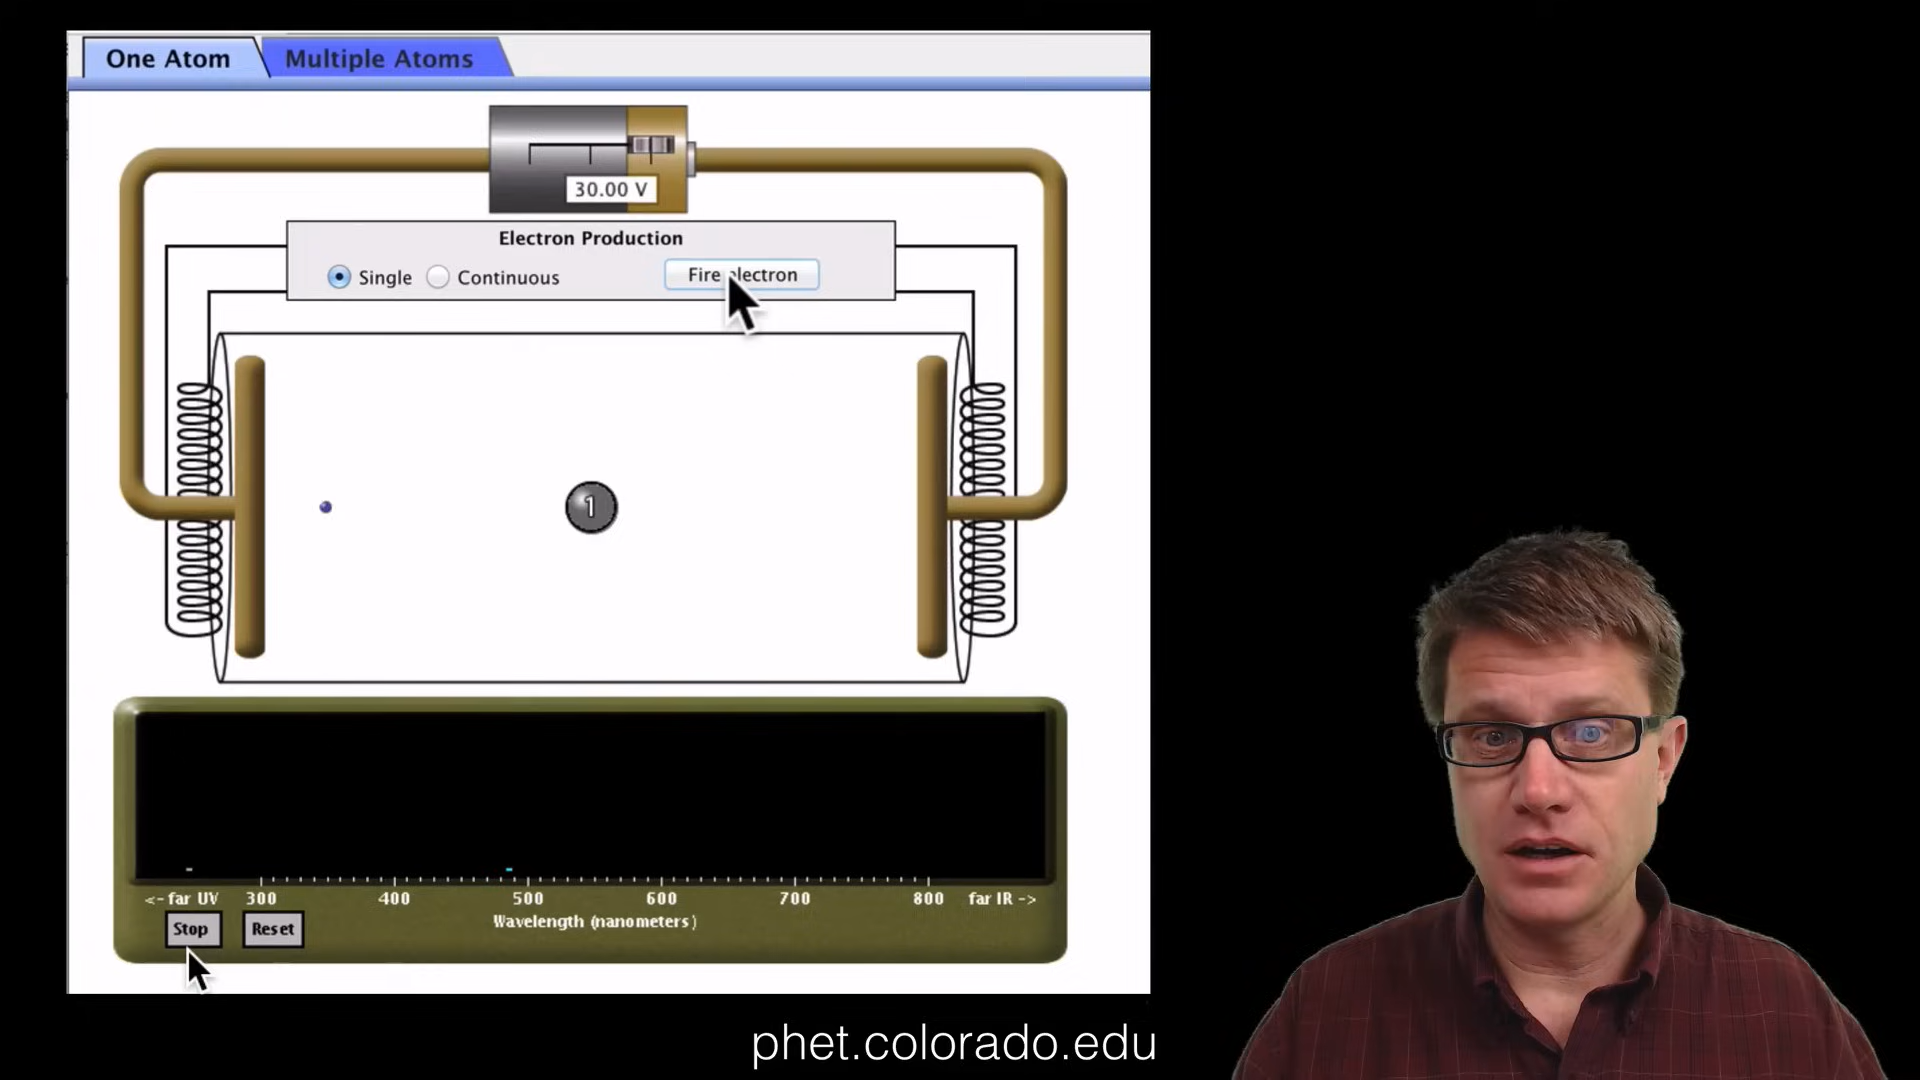 One Atom
Multiple Atoms
30.00 V
Electron Production
Single
Continuous
Fire electron
1
<- far UV 300 400 500 600 700 800 far IR ->
Wavelength (nanometers)
Stop
Reset
phet.colorado.edu